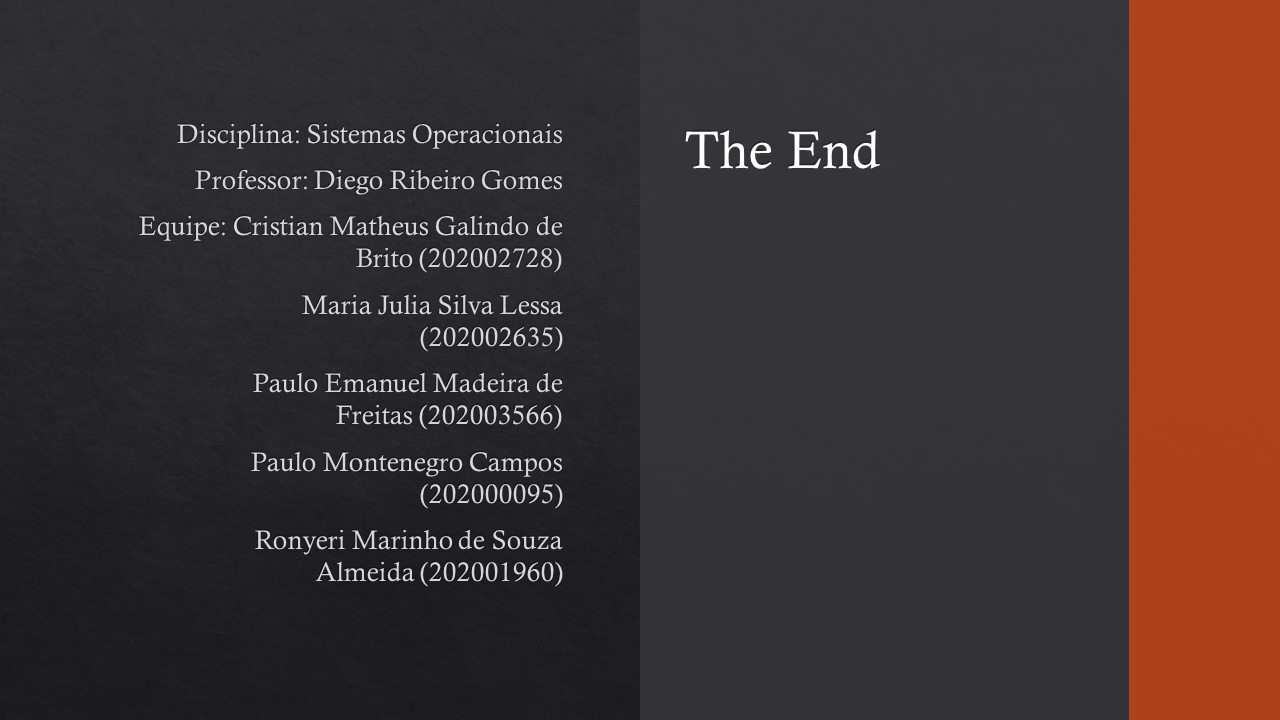 Disciplina: Sistemas Operacionais
Professor: Diego Ribeiro Gomes
Equipe: Cristian Matheus Galindo de
Brito (202002728)
Maria Julia Silva Lessa
(202002635)
Paulo Emanuel Madeira de
Freitas (202003566)
Paulo Montenegro Campos
(202000095)
Ronyeri Marinho de Souza
Almeida (202001960)
The End